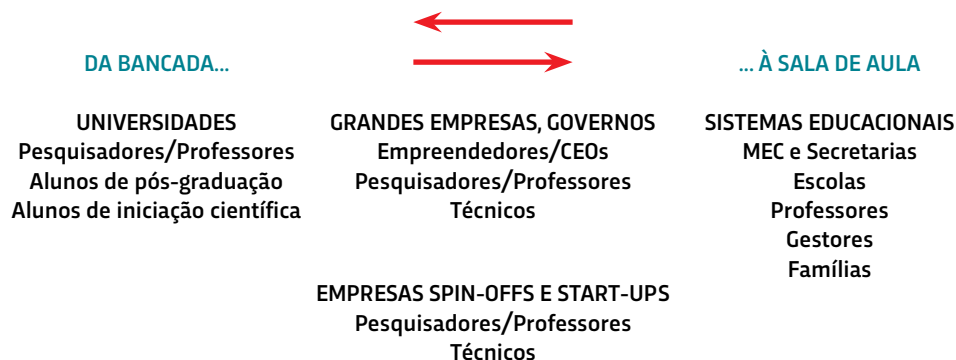 DA BANCADA...
... À SALA DE AULA
UNIVERSIDADES
Pesquisadores/Professores
Alunos de pós-graduação
Alunos de iniciação científica
GRANDES EMPRESAS, GOVERNOS
Empreendedores/CEOs
Pesquisadores/Professores
Técnicos
EMPRESAS SPIN-OFFS E START-UPS
Pesquisadores/Professores
Técnicos
SISTEMAS EDUCACIONAIS
MEC e Secretarias
Escolas
Professores
Gestores
Famílias